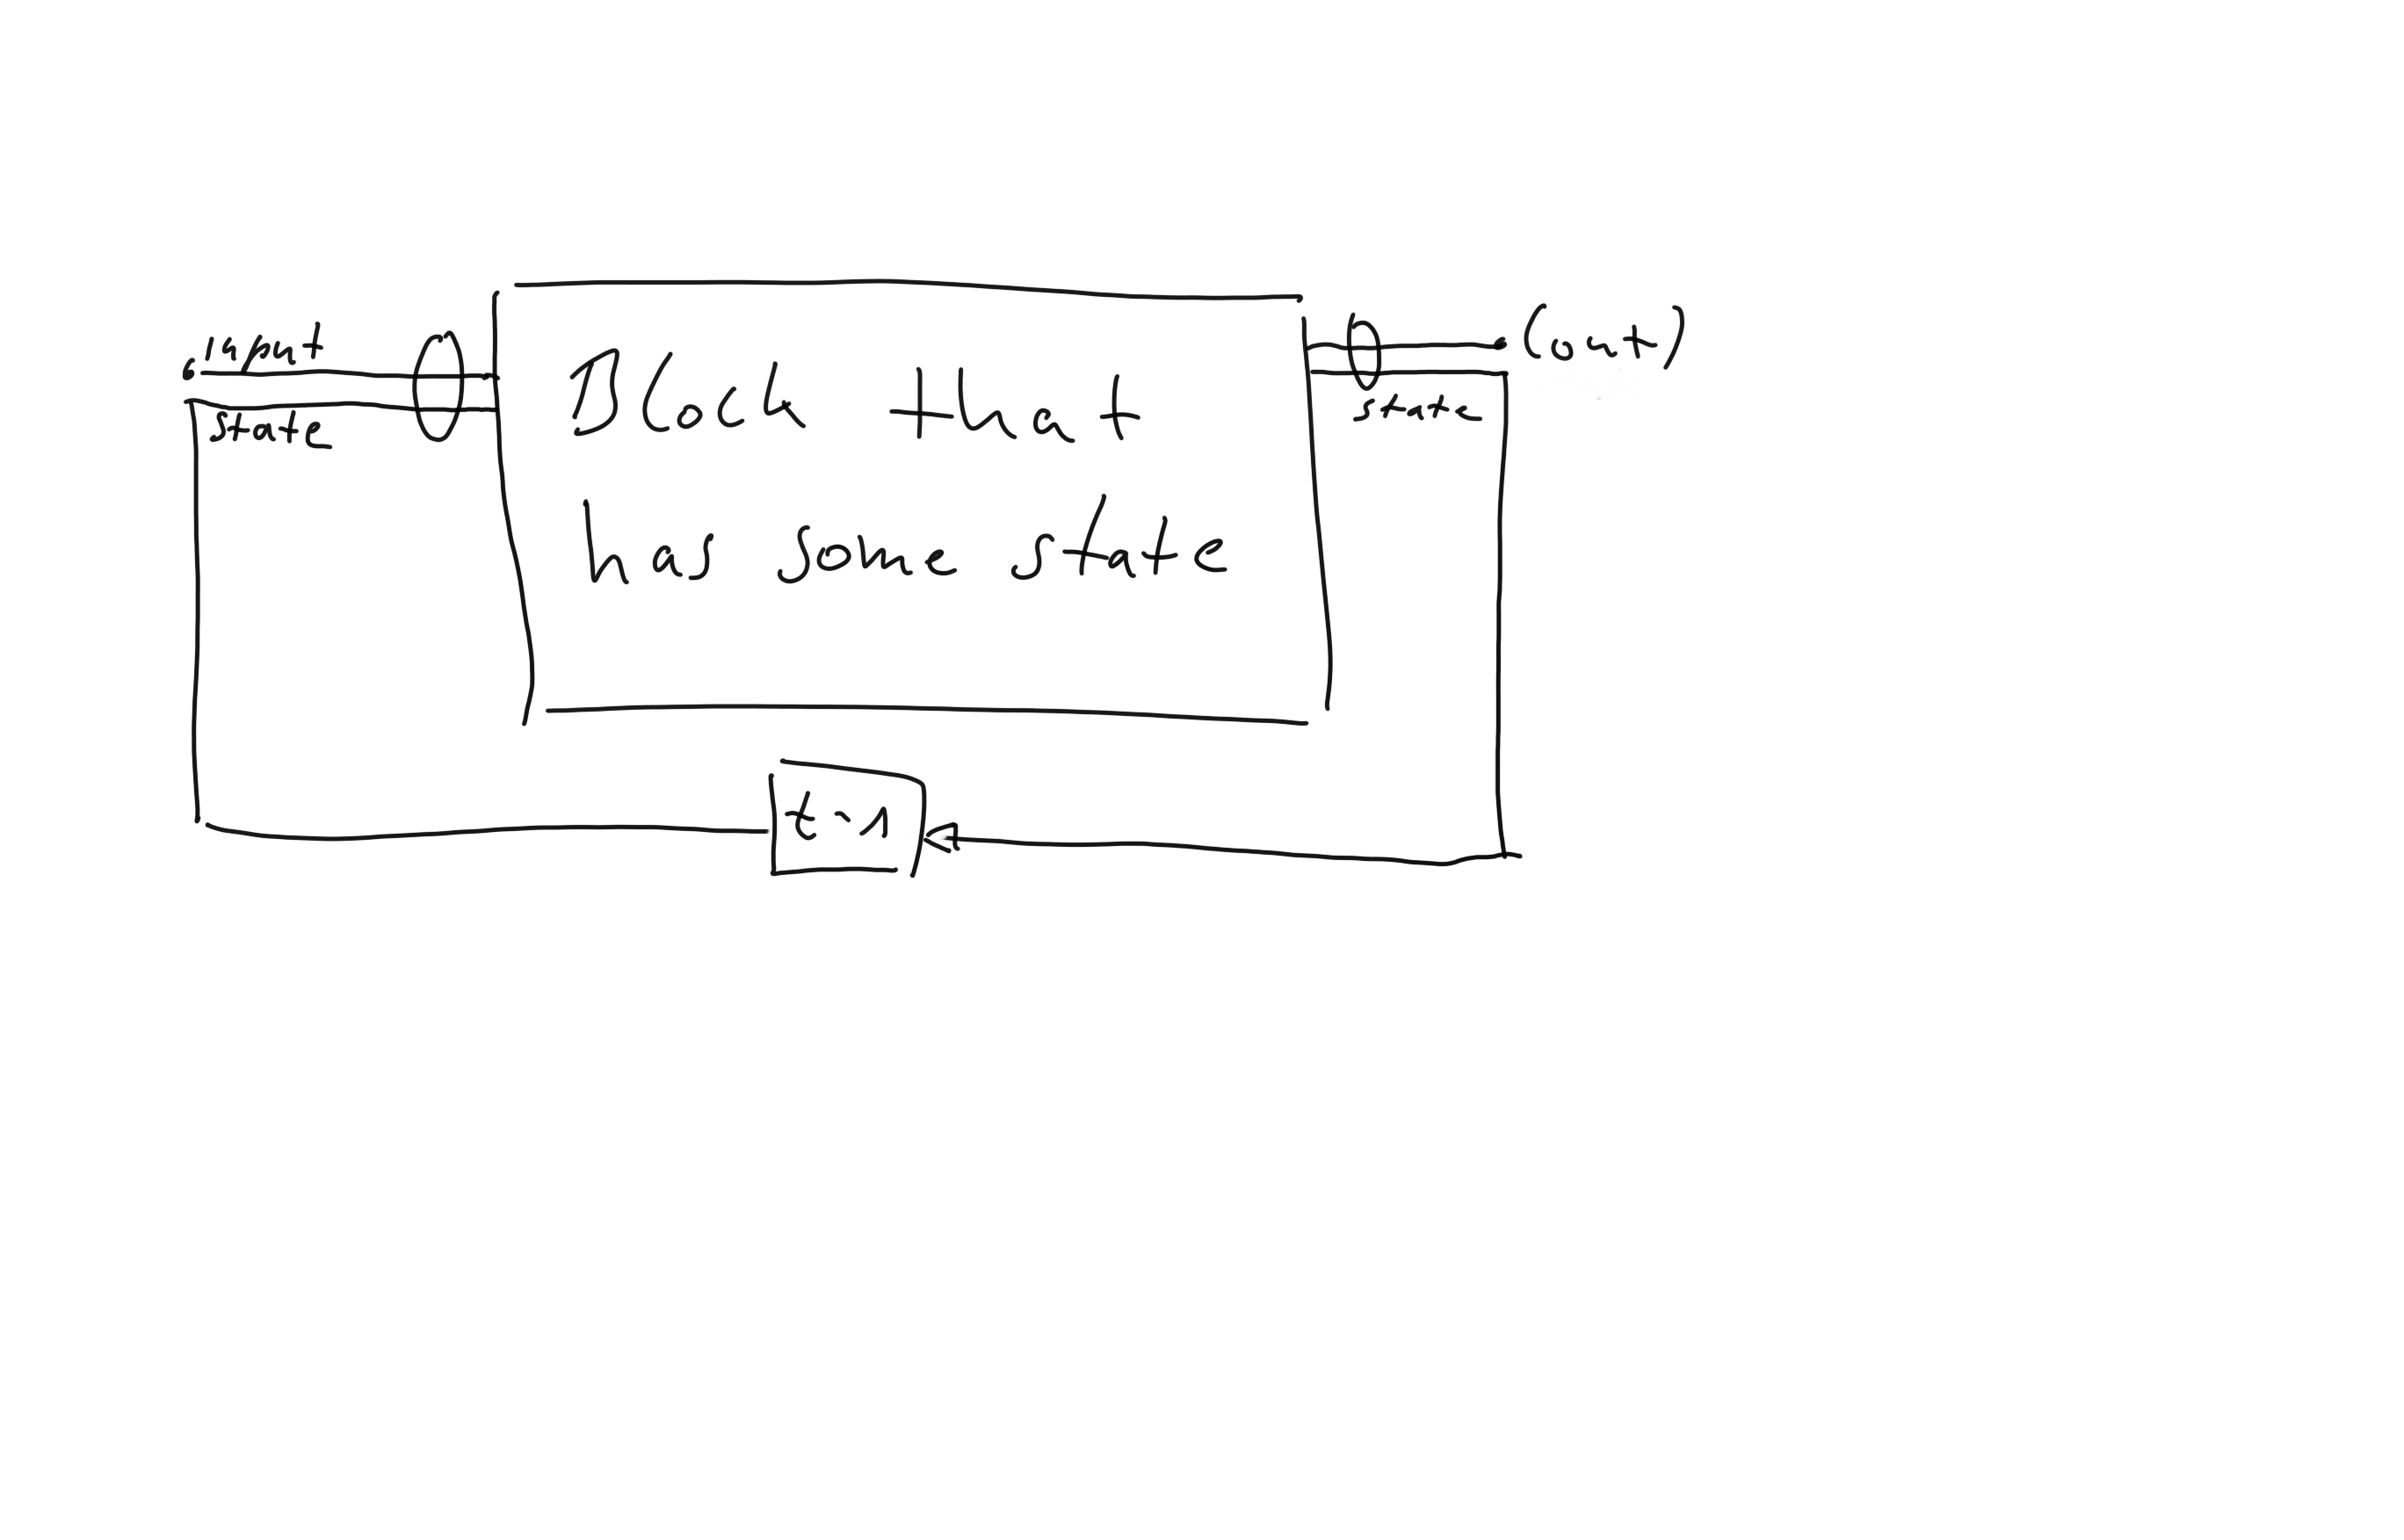 input
state
Block that
has some state
(out)
state
t-1